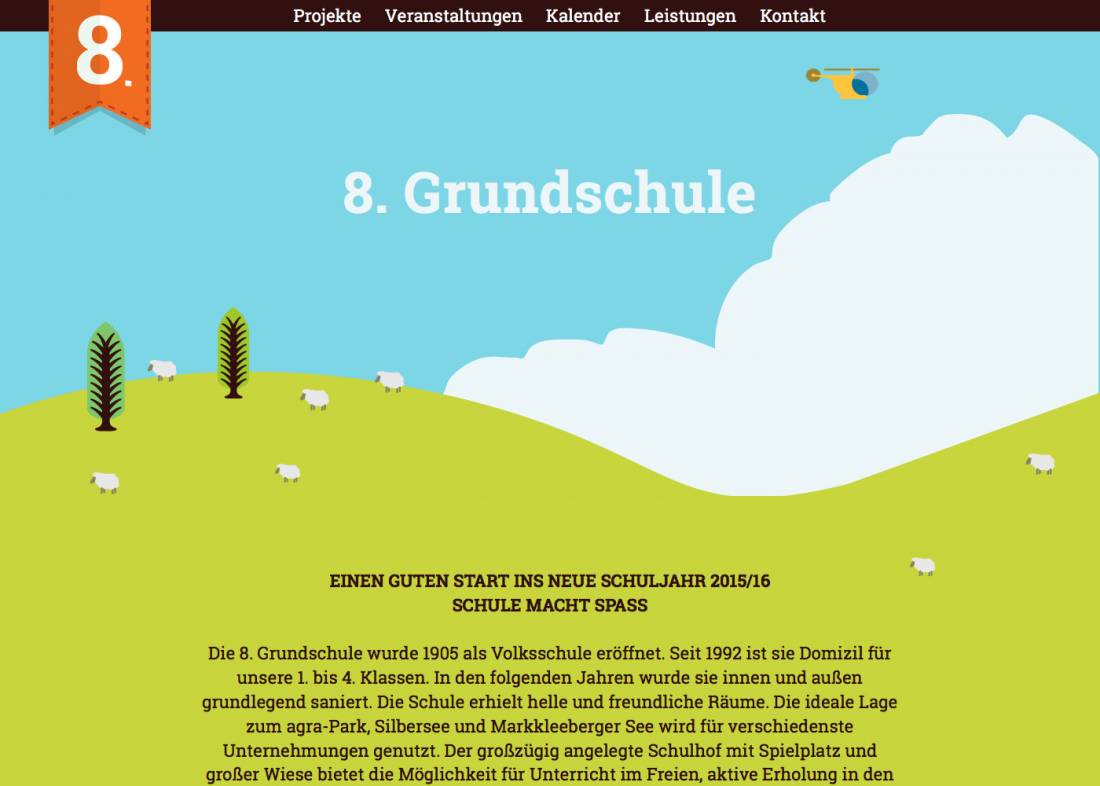 Projekte Veranstaltungen Kalender Leistungen Kontakt
8.
8. Grundschule
EINEN GUTEN START INS NEUE SCHULJAHR 2015/16
SCHULE MACHT SPASS
Die 8. Grundschule wurde 1905 als Volksschule eröffnet. Seit 1992 ist sie Domizil für
unsere 1. bis 4. Klassen. In den folgenden Jahren wurde sie innen und außen
grundlegend saniert. Die Schule erhielt helle und freundliche Räume. Die ideale Lage
zum agra-Park, Silbersee und Markkleeberger See wird für verschiedenste
Unternehmungen genutzt. Der großzügig angelegte Schulhof mit Spielplatz und
großer Wiese bietet die Möglichkeit für Unterricht im Freien, aktive Erholung in den